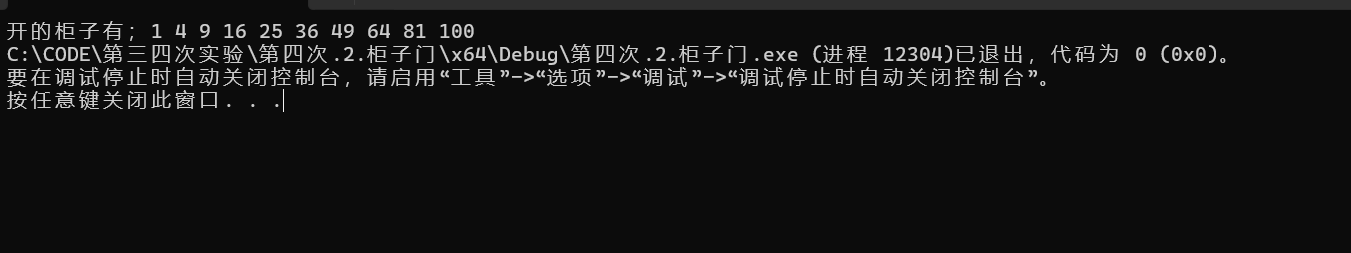 开的柜子有；1 4 9 16 25 36 49 64 81 100
C:\CODE\第三四次实验\第四次.2.柜子门\x64\Debug\第四次.2.柜子门.exe (进程 12304)已退出，代码为 0 (0x0)。
要在调试停止时自动关闭控制台，请启用“工具”->“选项”->“调试”->“调试停止时自动关闭控制台”。
按任意键关闭此窗口. . .